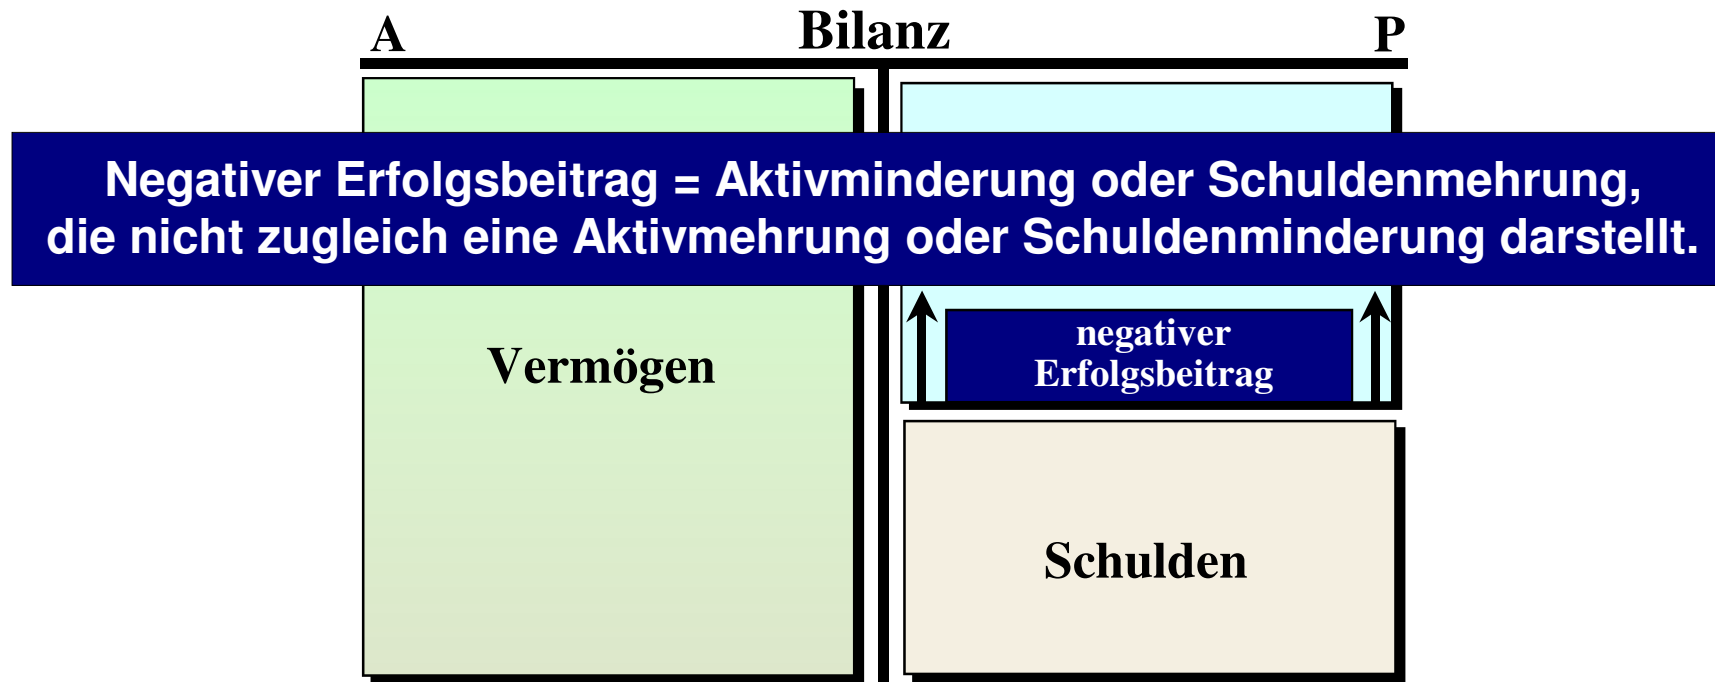 A Bilanz P
Negativer Erfolgsbeitrag = Aktivminderung oder Schuldenmehrung,
die nicht zugleich eine Aktivmehrung oder Schuldenminderung darstellt.
negativer
Erfolgsbeitrag
Vermögen
Schulden